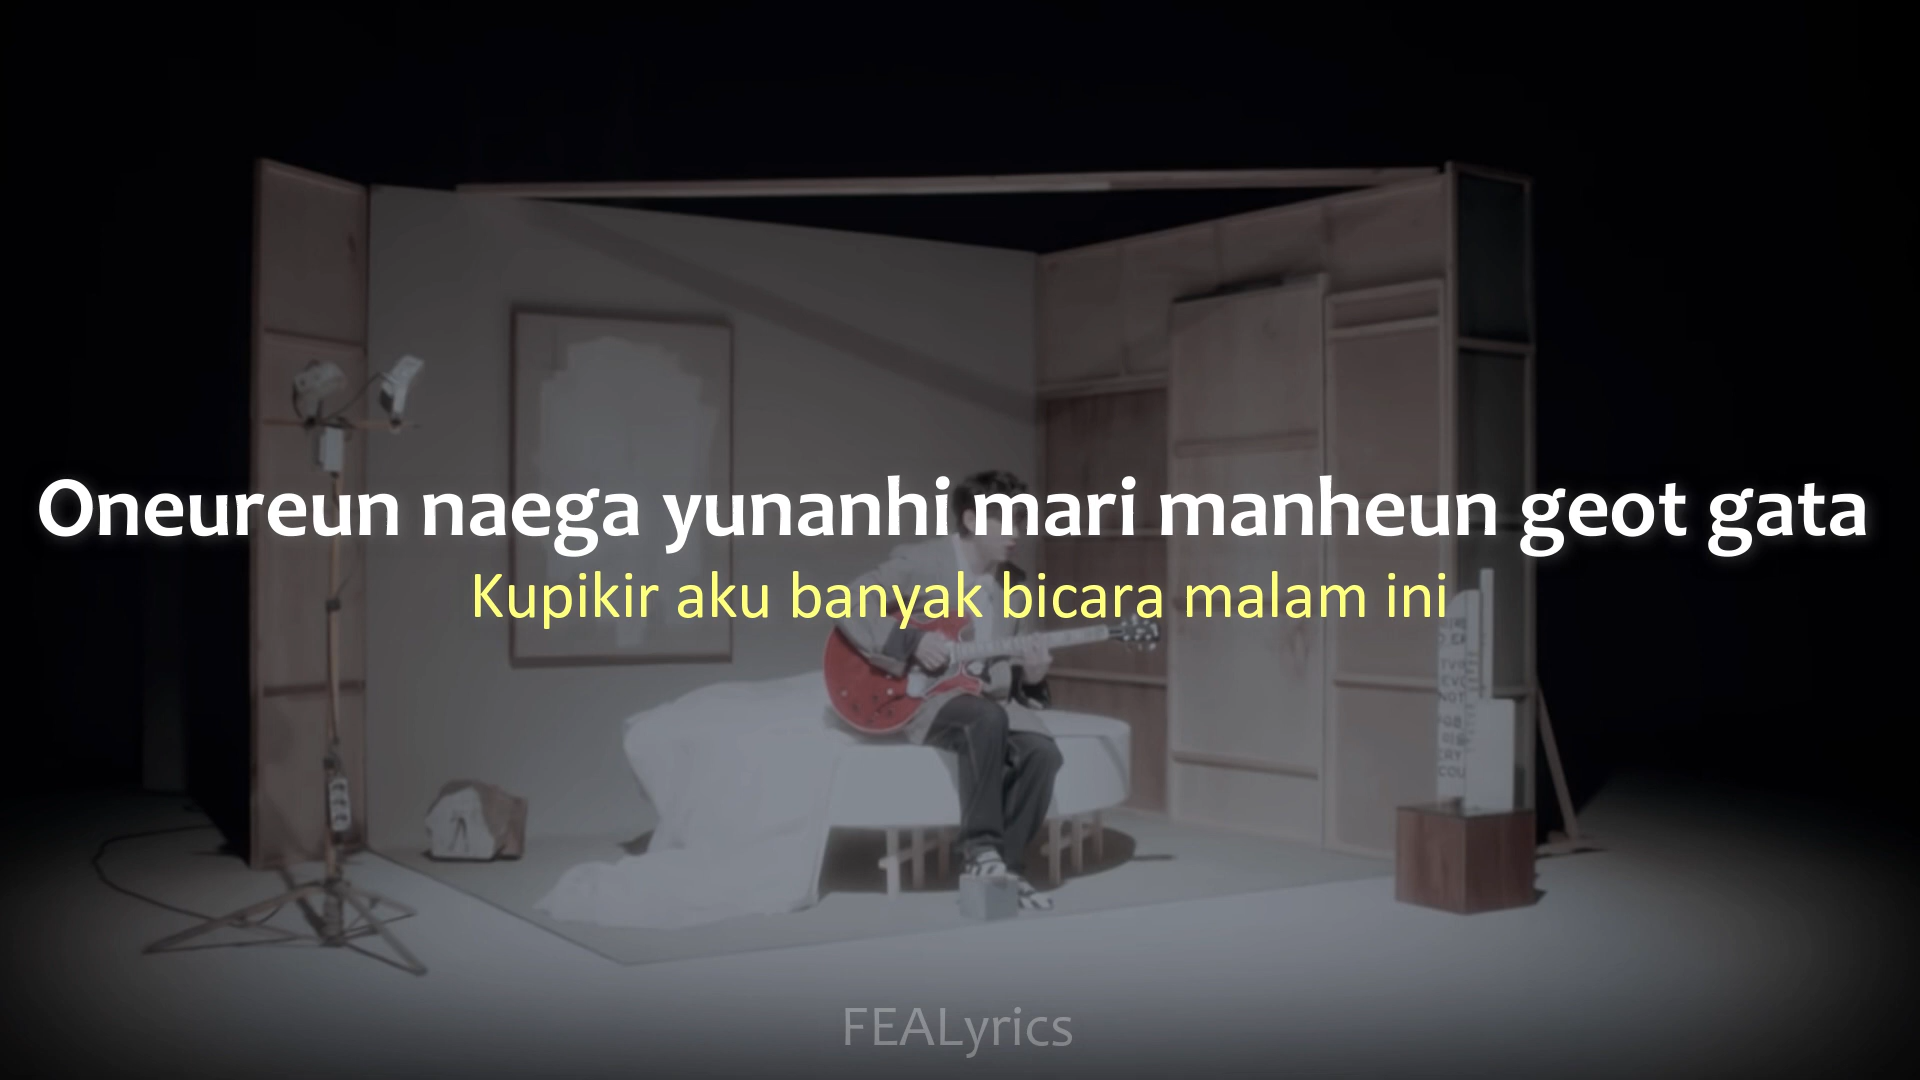 Oneureun naega yunanhi mari manheun geot gata
Kupikir aku banyak bicara malam ini
FEALyrics